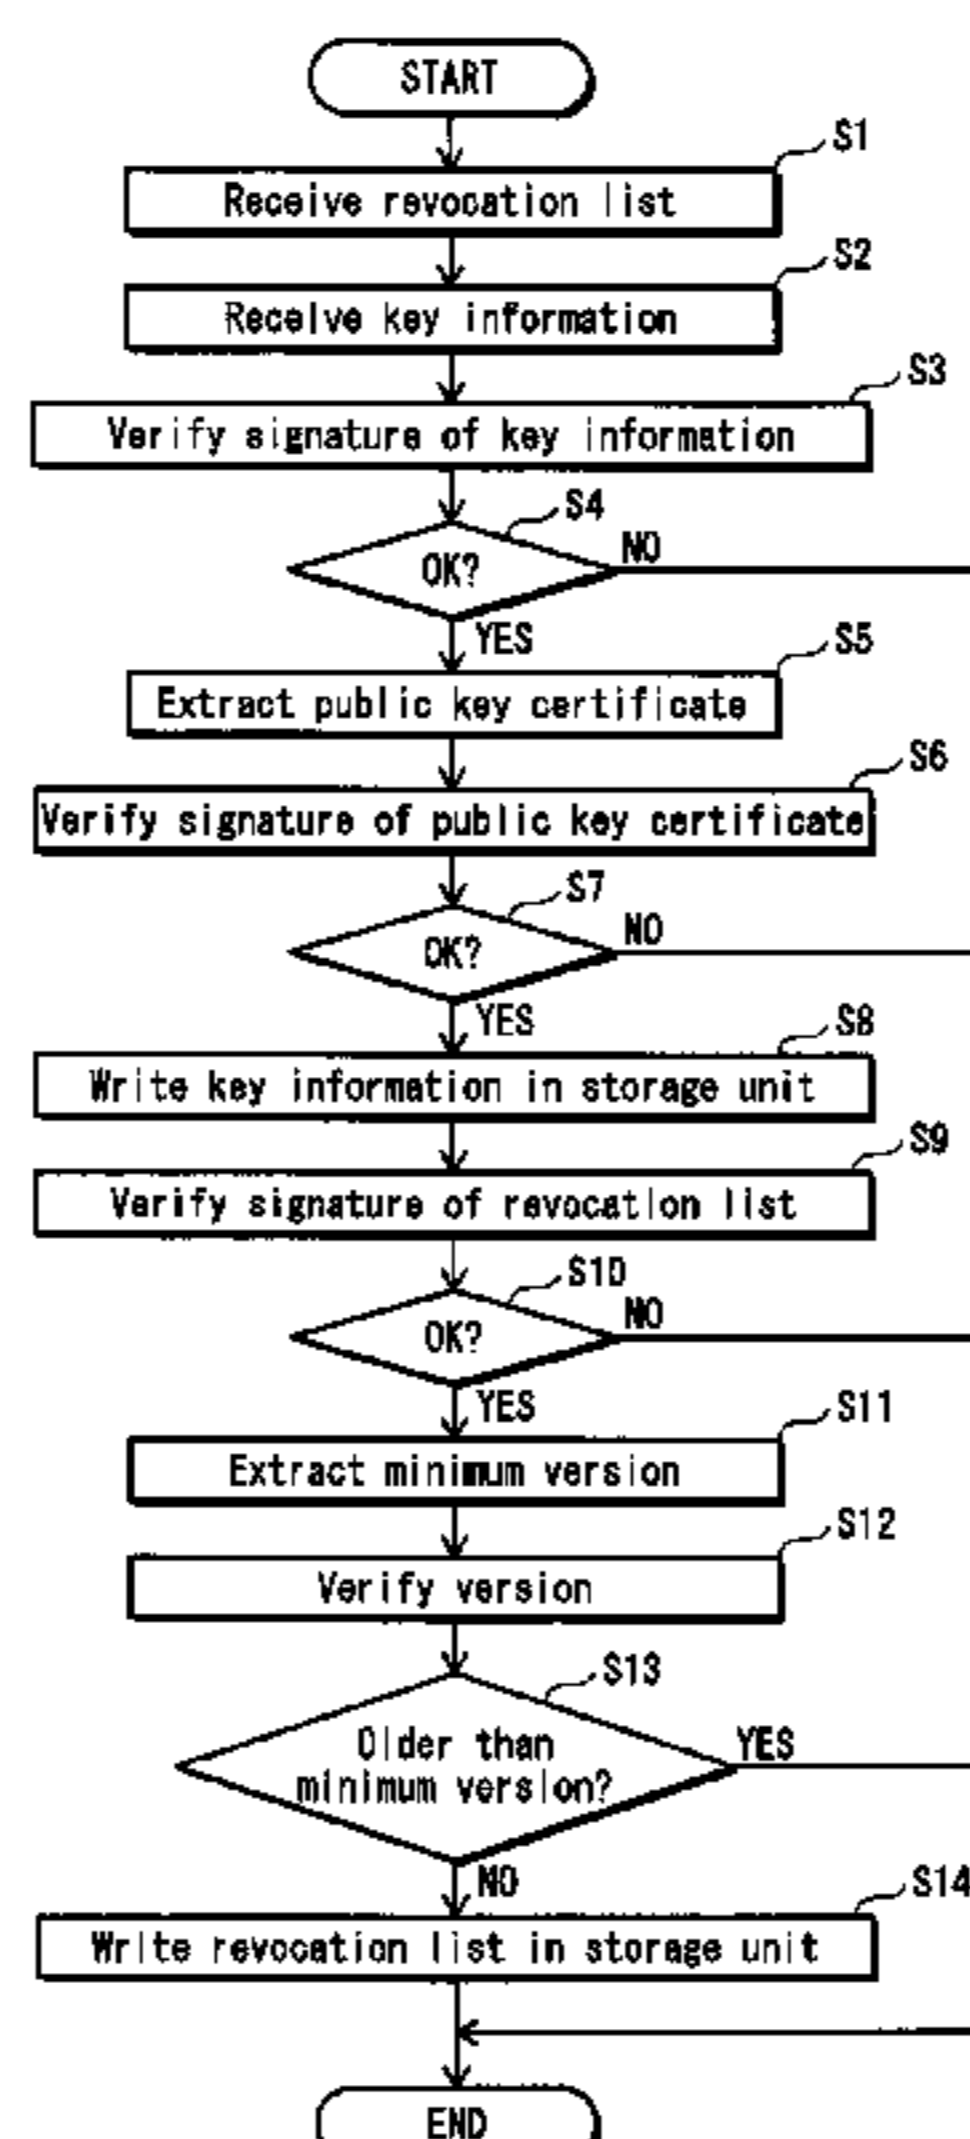 START
S1
Receive revocation list
S2
Receive key information
S3
Verify signature of key information
S4
OK?
NO
YES
S5
Extract public key certificate
S6
Verify signature of public key certificate
S7
OK?
NO
YES
S8
Write key information in storage unit
S9
Verify signature of revocation list
S10
OK?
NO
YES
S11
Extract minimum version
S12
Verify version
S13
Older than
minimum version?
YES
NO
S14
Write revocation list in storage unit
END